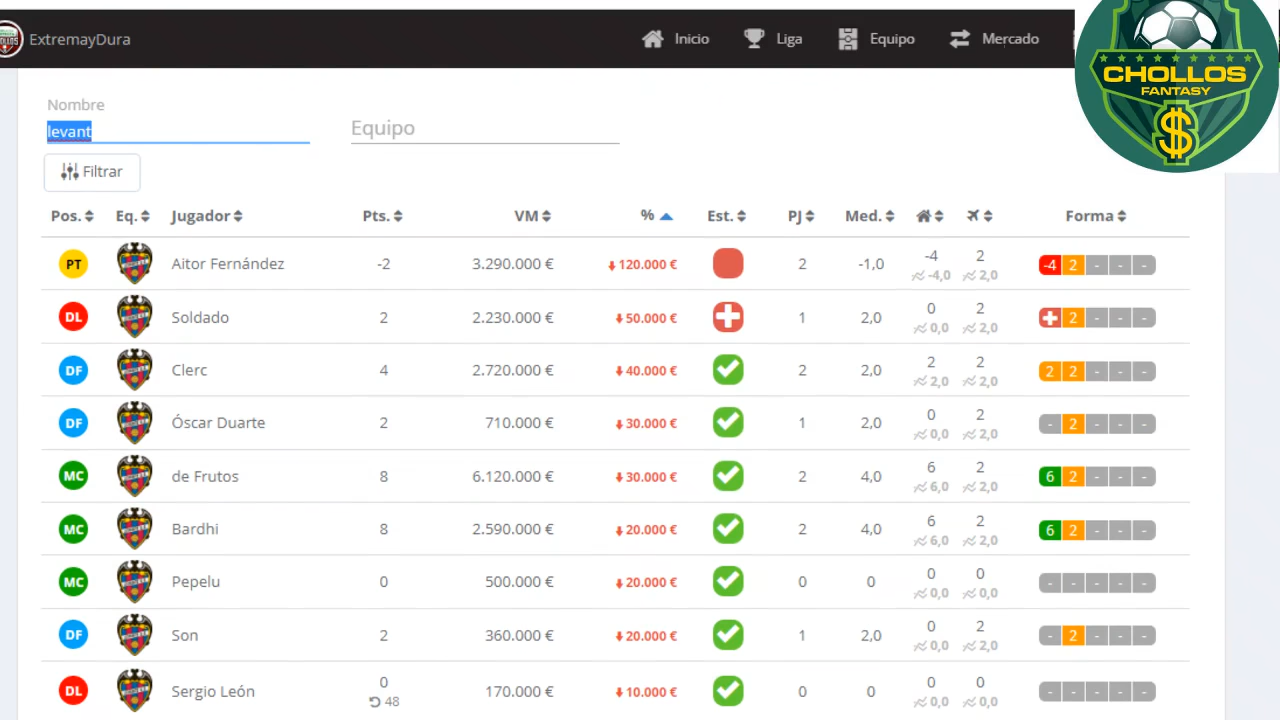 ExtremayDura Inicio Liga Equipo Mercado
CHOLLOS
FANTASY
$
Nombre
levant Equipo
Filtrar
Pos. Eq. Jugador Pts. VM % Est. PJ Med. Forma
PT Aitor Fernández -2 3.290.000 € 120.000 € 2 -1,0 -4 -4,0 2 2,0 -4 2 - - -
DL Soldado 2 2.230.000 € 50.000 € 1 2,0 0 0,0 2 2,0 2 - - -
DF Clerc 4 2.720.000 € 40.000 € 2 2,0 2 2,0 2 2,0 2 2 - - -
DF Óscar Duarte 2 710.000 € 30.000 € 1 2,0 0 0,0 2 2,0 - 2 - - -
MC de Frutos 8 6.120.000 € 30.000 € 2 4,0 6 6,0 2 2,0 6 2 - - -
MC Bardhi 8 2.590.000 € 20.000 € 2 4,0 6 6,0 2 2,0 6 2 - - -
MC Pepelu 0 500.000 € 20.000 € 0 0 0 0,0 0 0,0 - - - - -
DF Son 2 360.000 € 20.000 € 1 2,0 0 0,0 2 2,0 - 2 - - -
DL Sergio León 0 48 170.000 € 10.000 € 0 0 0 0,0 0 0,0 - - - - -